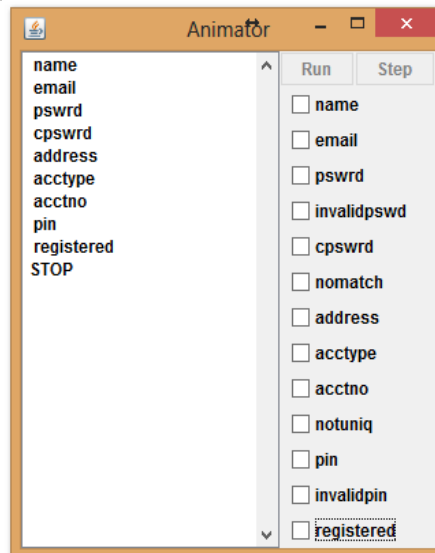 Animator
name
email
pswrd
cpswrd
address
acctype
acctno
pin
registered
STOP
Run Step
name
email
pswrd
invalidpswd
cpswrd
nomatch
address
acctype
acctno
notuniq
pin
invalidpin
registered